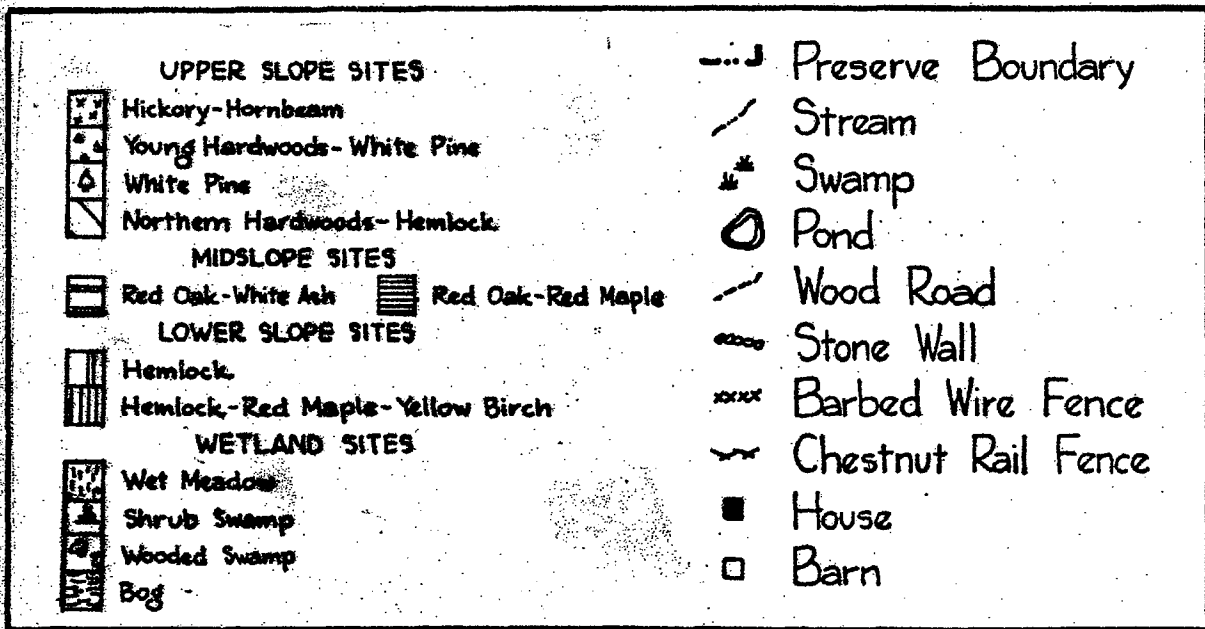 UPPER SLOPE SITES
Hickory-Hornbeam
Young Hardwoods-White Pine
White Pine
Northern Hardwoods-Hemlock
MIDSLOPE SITES
Red Oak-White Ash
Red Oak-Red Maple
LOWER SLOPE SITES
Hemlock
Hemlock-Red Maple-Yellow Birch
WETLAND SITES
Wet Meadow
Shrub Swamp
Wooded Swamp
Bog
Preserve Boundary
Stream
Swamp
Pond
Wood Road
Stone Wall
Barbed Wire Fence
Chestnut Rail Fence
House
Barn